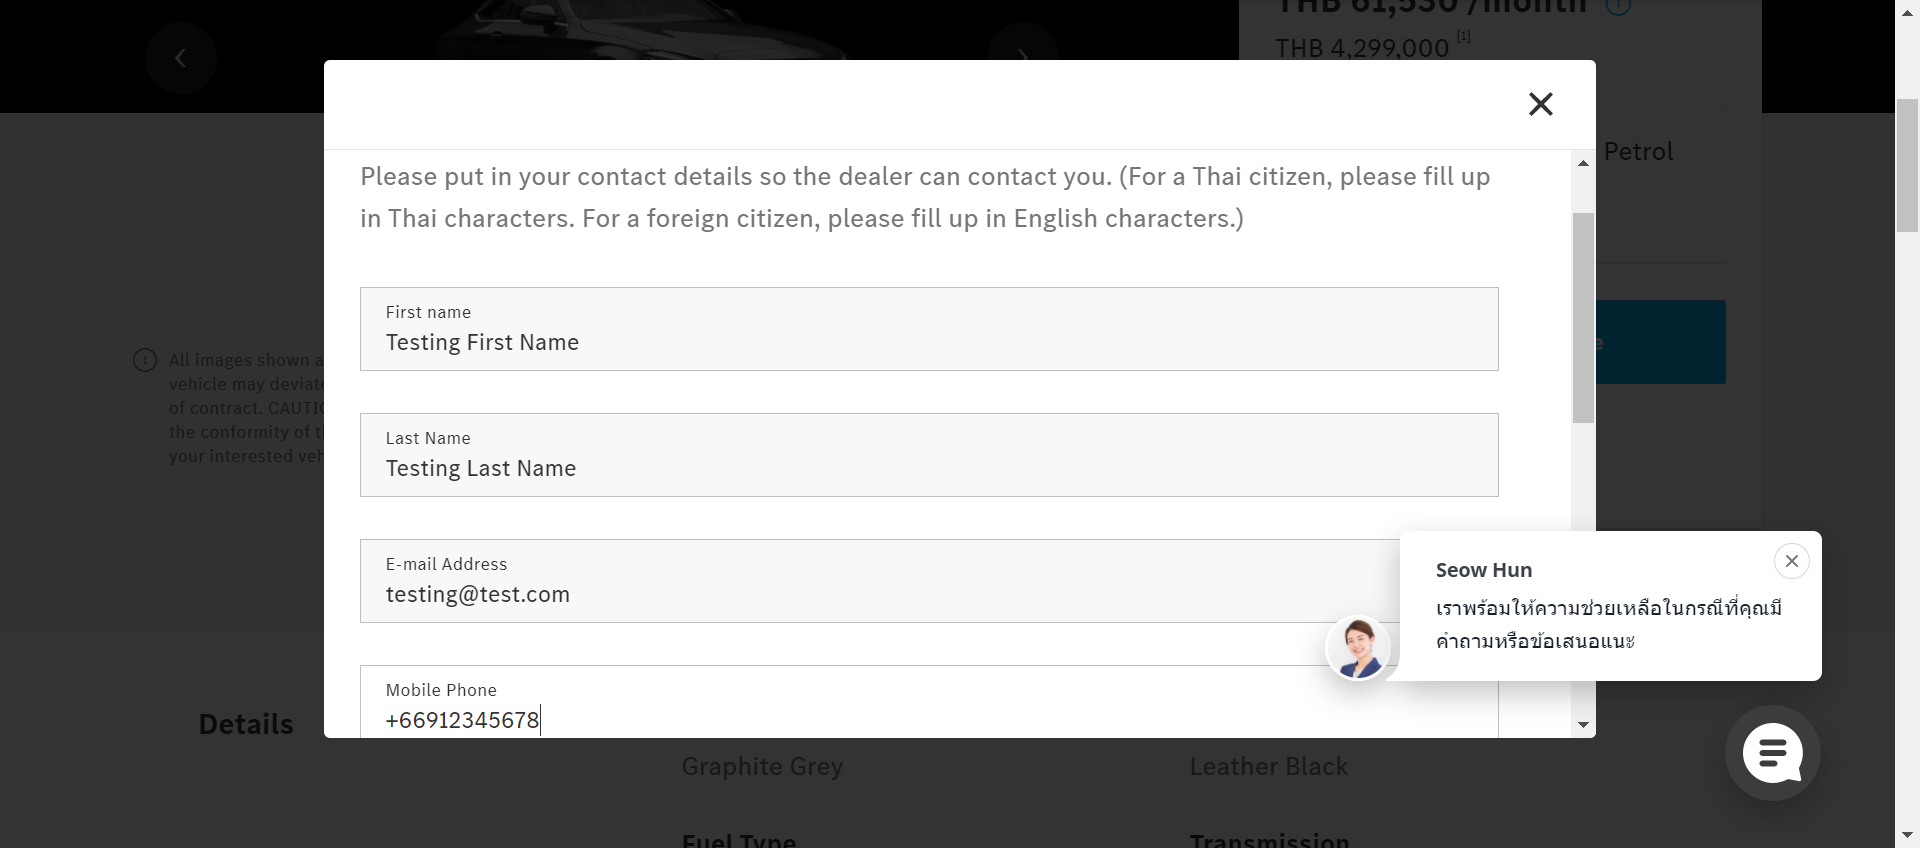 THB 61,530 /month
THB 4,299,000 [1]
Petrol
Please put in your contact details so the dealer can contact you. (For a Thai citizen, please fill up
in Thai characters. For a foreign citizen, please fill up in English characters.)
First name
Testing First Name
Last Name
Testing Last Name
E-mail Address
testing@test.com
Mobile Phone
+66912345678
All images shown
vehicle may
of contract.
the conformity of
your interested
Seow Hun
เราพร้อมให้ความช่วยเหลือในกรณีที่คุณมี
คำถามหรือข้อเสนอแนะ
Details
Graphite Grey
Leather Black
Fuel Type
Transmission